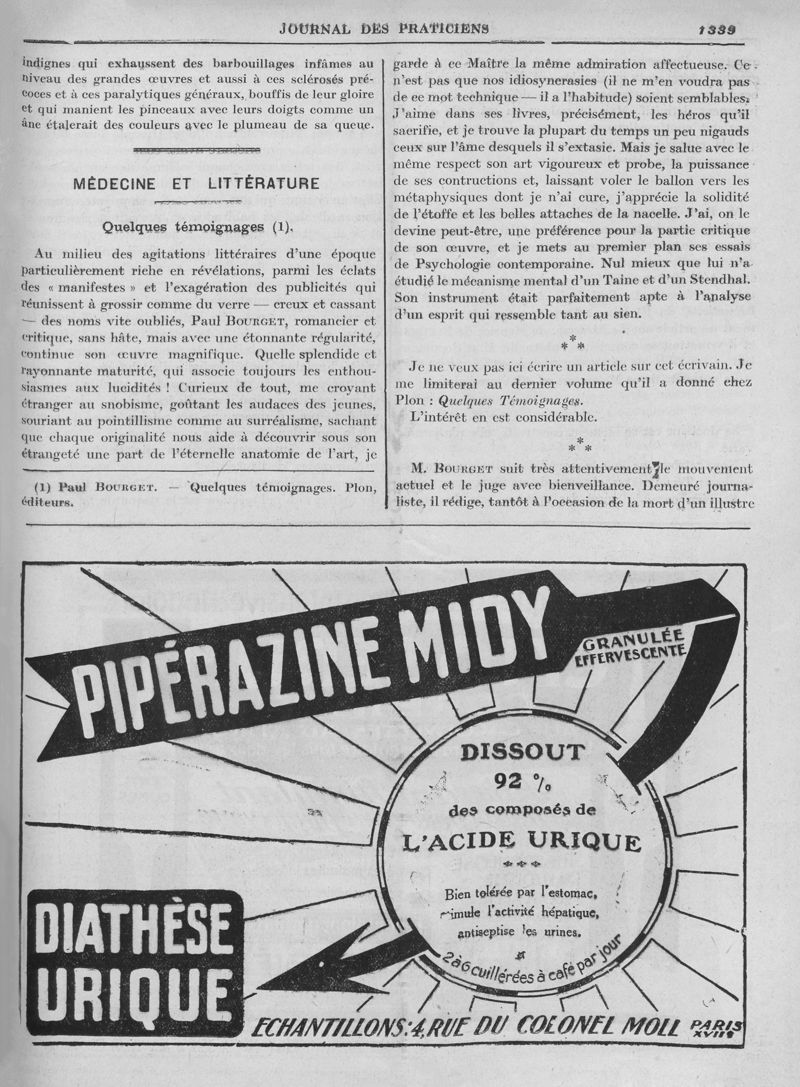 JOURNAL DES PRATICIENS 1339
indignes qui exhaussent des barbouillages infâmes au
niveau des grandes œuvres et aussi à ces sclérosés pré-
coces et à ces paralytiques généraux, bouffis de leur gloire
et qui manient les pinceaux avec leurs doigts comme un
âne étalerait des couleurs avec le plumeau de sa queue.
MÉDECINE ET LITTÉRATURE
Quelques témoignages (1).
Au milieu des agitations littéraires d'une époque
particulièrement riche en révélations, parmi les éclats
des « manifestes » et l'exagération des publicités qui
réunissent à grossir comme du verre — creux et cassant
— des noms vite oubliés, Paul BOURGET, romancier et
critique, sans hâte, mais avec une étonnante régularité,
continue son œuvre magnifique. Quelle splendide et
rayonnante maturité, qui associe toujours les enthou-
siasmes aux lucidités ! Curieux de tout, me croyant
étranger au snobisme, goûtant les audaces des jeunes,
souriant au pointillisme comme au surréalisme, sachant
que chaque originalité nous aide à découvrir sous son
étrangeté une part de l'éternelle anatomie de l'art, je
(1) Paul BOURGET. — Quelques témoignages. Plon,
éditeurs.
garde à ce Maître la même admiration affectueuse. Ce
n'est pas que nos idiosynerasies (il ne m'en voudra pas
de ce mot technique — il a l'habitude) soient semblables.
J'aime dans ses livres, précisément, les héros qu'il
sacrifie, et je trouve la plupart du temps un peu nigauds
ceux sur l'âme desquels il s'extasie. Mais je salue avec le
même respect son art vigoureux et probe, la puissance
de ses contructions et, laissant voler le ballon vers les
métaphysiques dont je n'ai cure, j'apprécie la solidité
de l'étoffe et les belles attaches de la nacelle. J'ai, on le
devine peut-être, une préférence pour la partie critique
de son œuvre, et je mets au premier plan ses essais
de Psychologie contemporaine. Nul mieux que lui n'a
étudié le mécanisme mental d'un Taine et d'un Stendhal.
Son instrument était parfaitement apte à l'analyse
d'un esprit qui ressemble tant au sien.
*
* *
Je ne veux pas ici écrire un article sur cet écrivain. Je
me limiterai au dernier volume qu'il a donné chez
Plon : Quelques Témoignages.
L'intérêt en est considérable.
*
* *
M. BOURGET suit très attentivement le mouvement
actuel et le juge avec bienveillance. Demeuré journa-
liste, il rédige, tantôt à l'occasion de la mort d'un illustre
PIPÉRAZINE MIDY
GRANULÉE
EFFERVESCENTE
DISSOUT
92 %
des composés de
L'ACIDE URIQUE
Bien tolérée par l'estomac,
stimule l'activité hépatique,
antiseptise les urines.
2 à 6 cuillérées à café par jour
DIATHÈSE
URIQUE
ECHANTILLONS: 4, RUE DU COLONEL MOLL PARIS
XVIIe